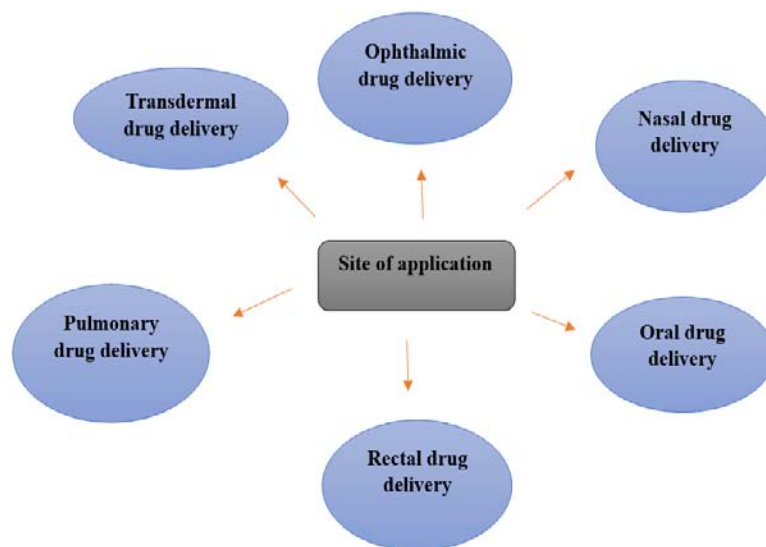 Ophthalmic
drug delivery
Transdermal
drug delivery
Nasal drug
delivery
Site of application
Pulmonary
drug delivery
Oral drug
delivery
Rectal drug
delivery